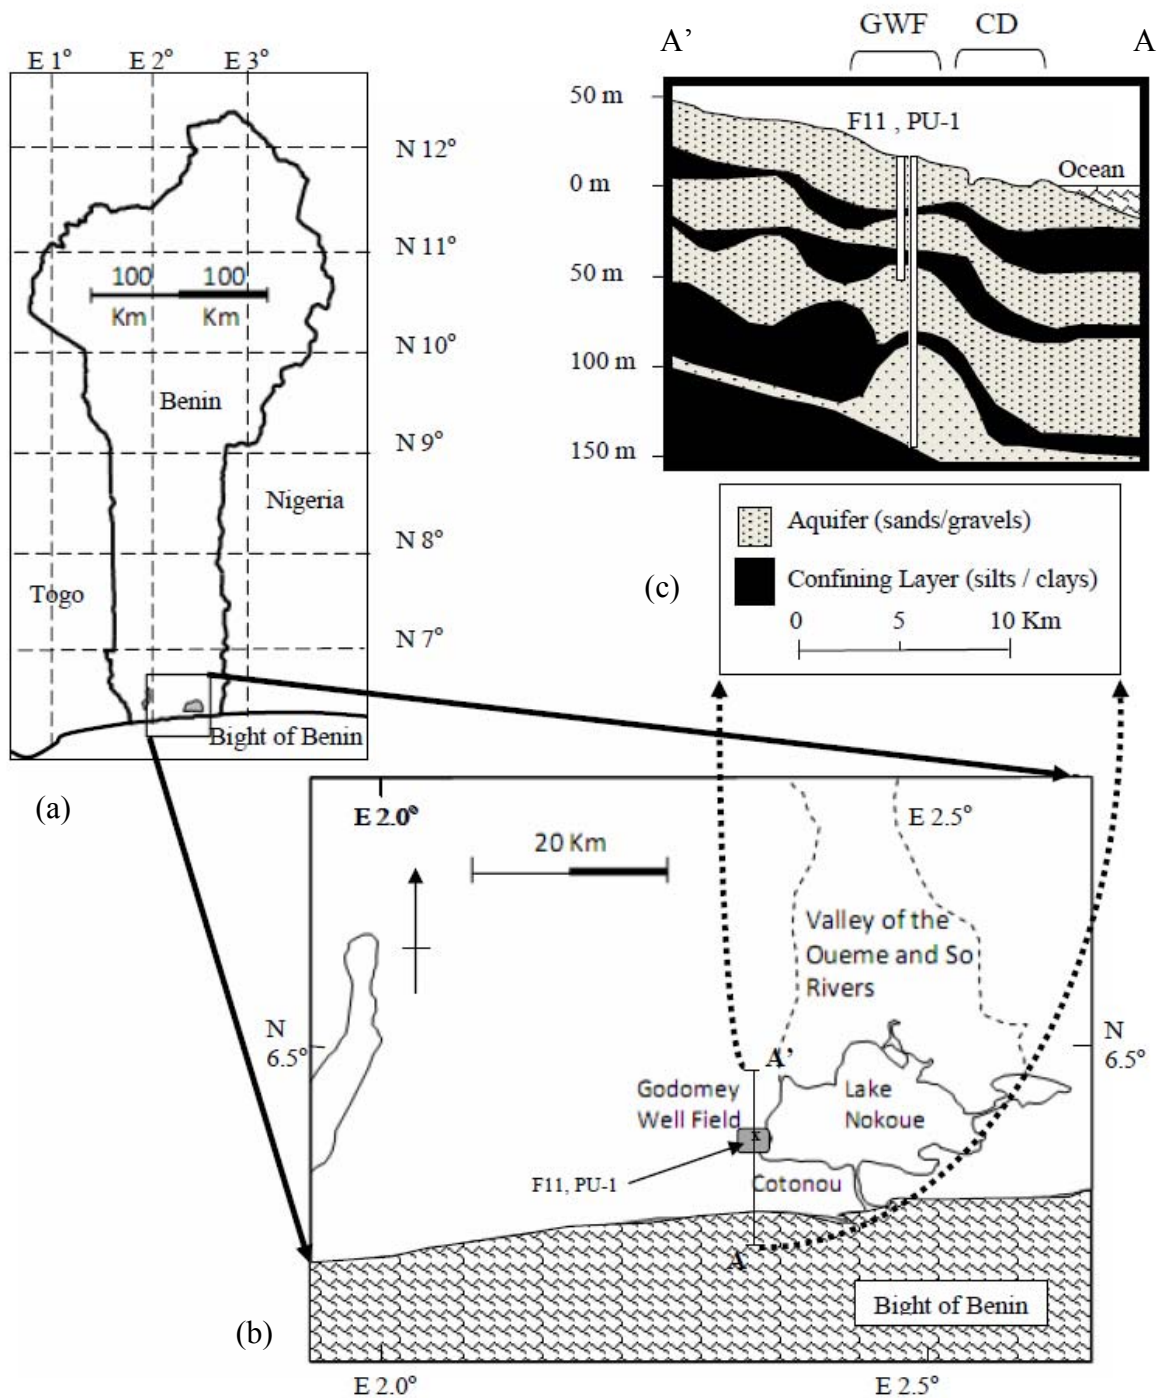 E 1°
E 2°
E 3°
N 12°
N 11°
100
100
Km
Km
N 10°
Benin
N 9°
Nigeria
N 8°
Togo
N 7°
Bight of Benin
(a)
GWF
CD
A’
A
50 m
F11 , PU-1
Ocean
0 m
50 m
100 m
150 m
Aquifer (sands/gravels)
Confining Layer (silts / clays)
(c)
0
5
10 Km
E 2.0°
E 2.5°
20 Km
Valley of the
Oueme and So
Rivers
N
6.5°
N
6.5°
A’
Godomey
Well Field
Lake
Nokoue
x
F11, PU-1
Cotonou
A
Bight of Benin
(b)
E 2.0°
E 2.5°